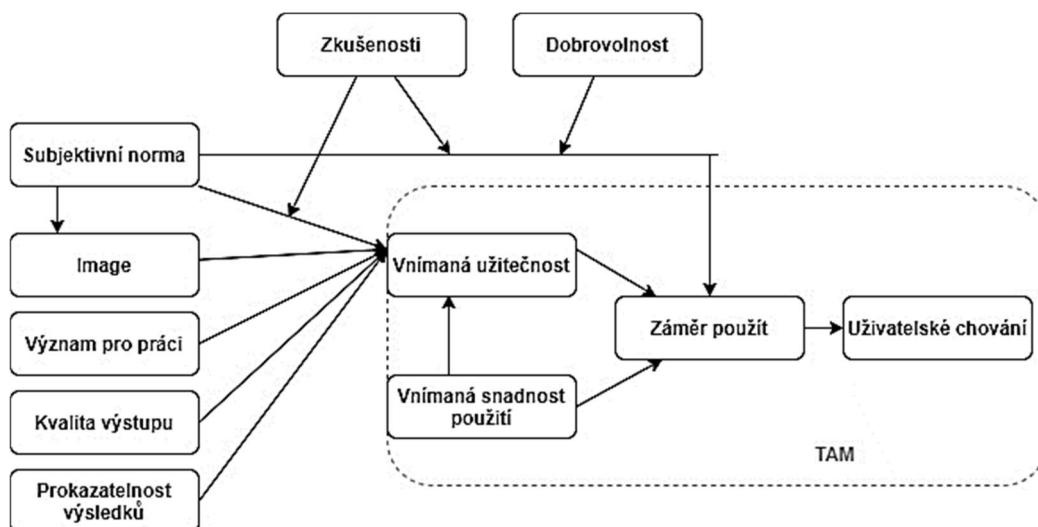 Zkušenosti
Dobrovolnost
Subjektivní norma
Image
Vnímaná užitečnost
Význam pro práci
Záměr použít
Uživatelské chování
Vnímaná snadnost
použití
Kvalita výstupu
TAM
Prokazatelnost
výsledků